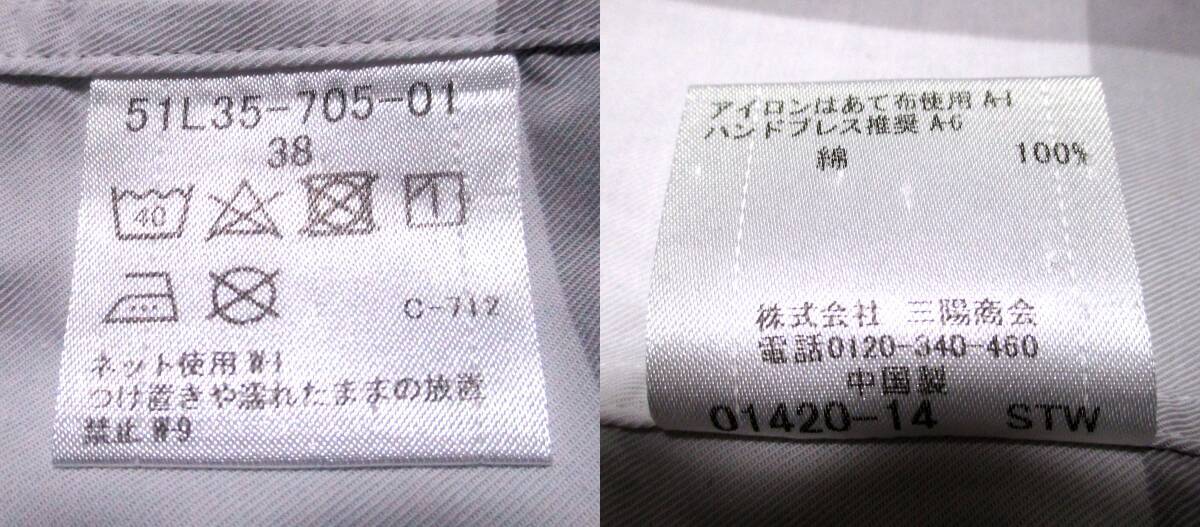 51L35-705-01
38
40
C-712
ネット使用 W-1
つけ置きや濡れたままの放置
禁止 W-9
アイロンはあて布使用 A-1
ハンドプレス推奨 A-6
綿 100%
株式会社 三陽商会
電話0120-340-460
中国製
01420-14 STW